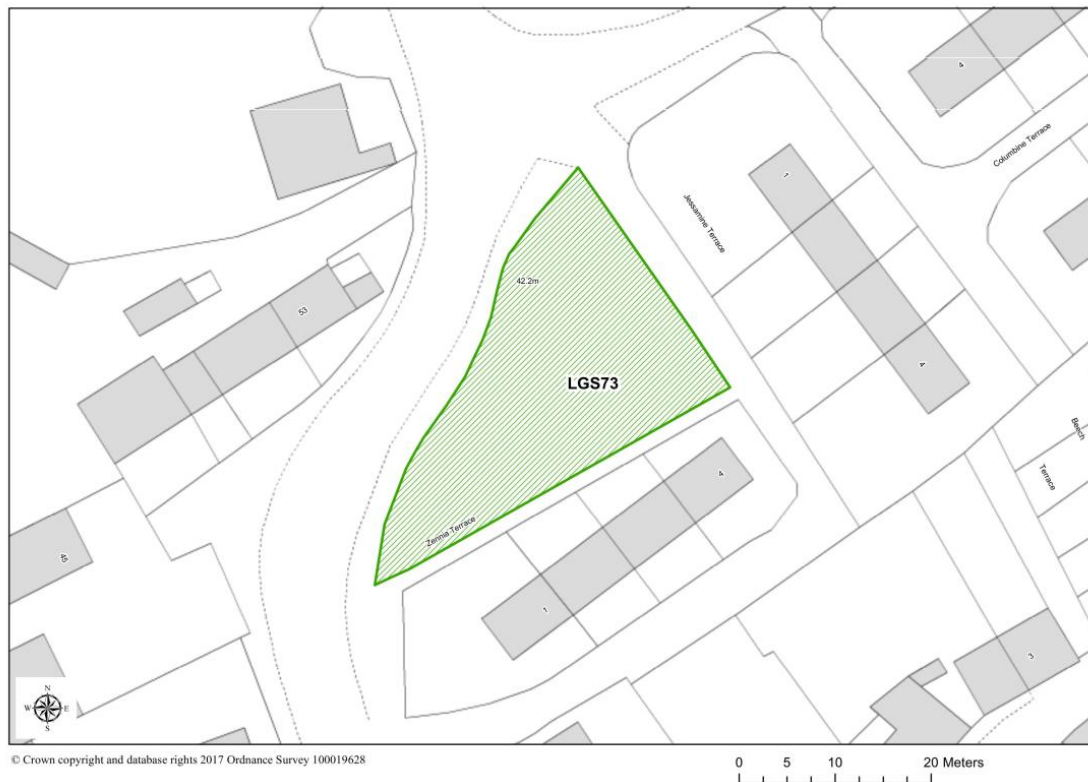 4
Columbine Terrace
1
Jessamine Terrace
42.2m
53
LGS73
4
Beech
Terrace
4
Zennia Terrace
45
1
3
N
W E
S
© Crown copyright and database rights 2017 Ordnance Survey 100019628
0 5 10 20 Meters